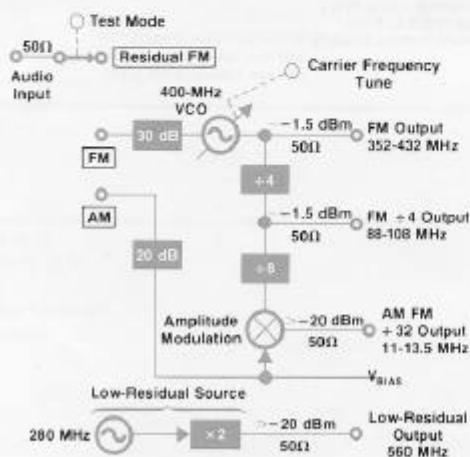 Test Mode
50Ω
Residual FM
Audio
Input
Carrier Frequency
Tune
400-MHz
VCO
FM
30 dB
>−1.5 dBm
50Ω
FM Output
352-432 MHz
÷4
AM
>−1.5 dBm
50Ω
FM ÷4 Output
88-108 MHz
20 dB
÷8
Amplitude
Modulation
>−20 dBm
50Ω
AM FM
÷32 Output
11-13.5 MHz
VBIAS
Low-Residual Source
280 MHz
×2
>−20 dBm
50Ω
Low-Residual
Output
560 MHz